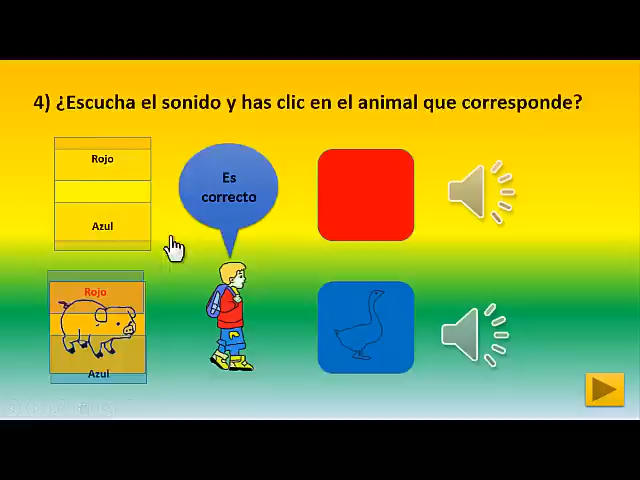 4) ¿Escucha el sonido y has clic en el animal que corresponde?
Rojo
Azul
Es
correcto
Rojo
Azul